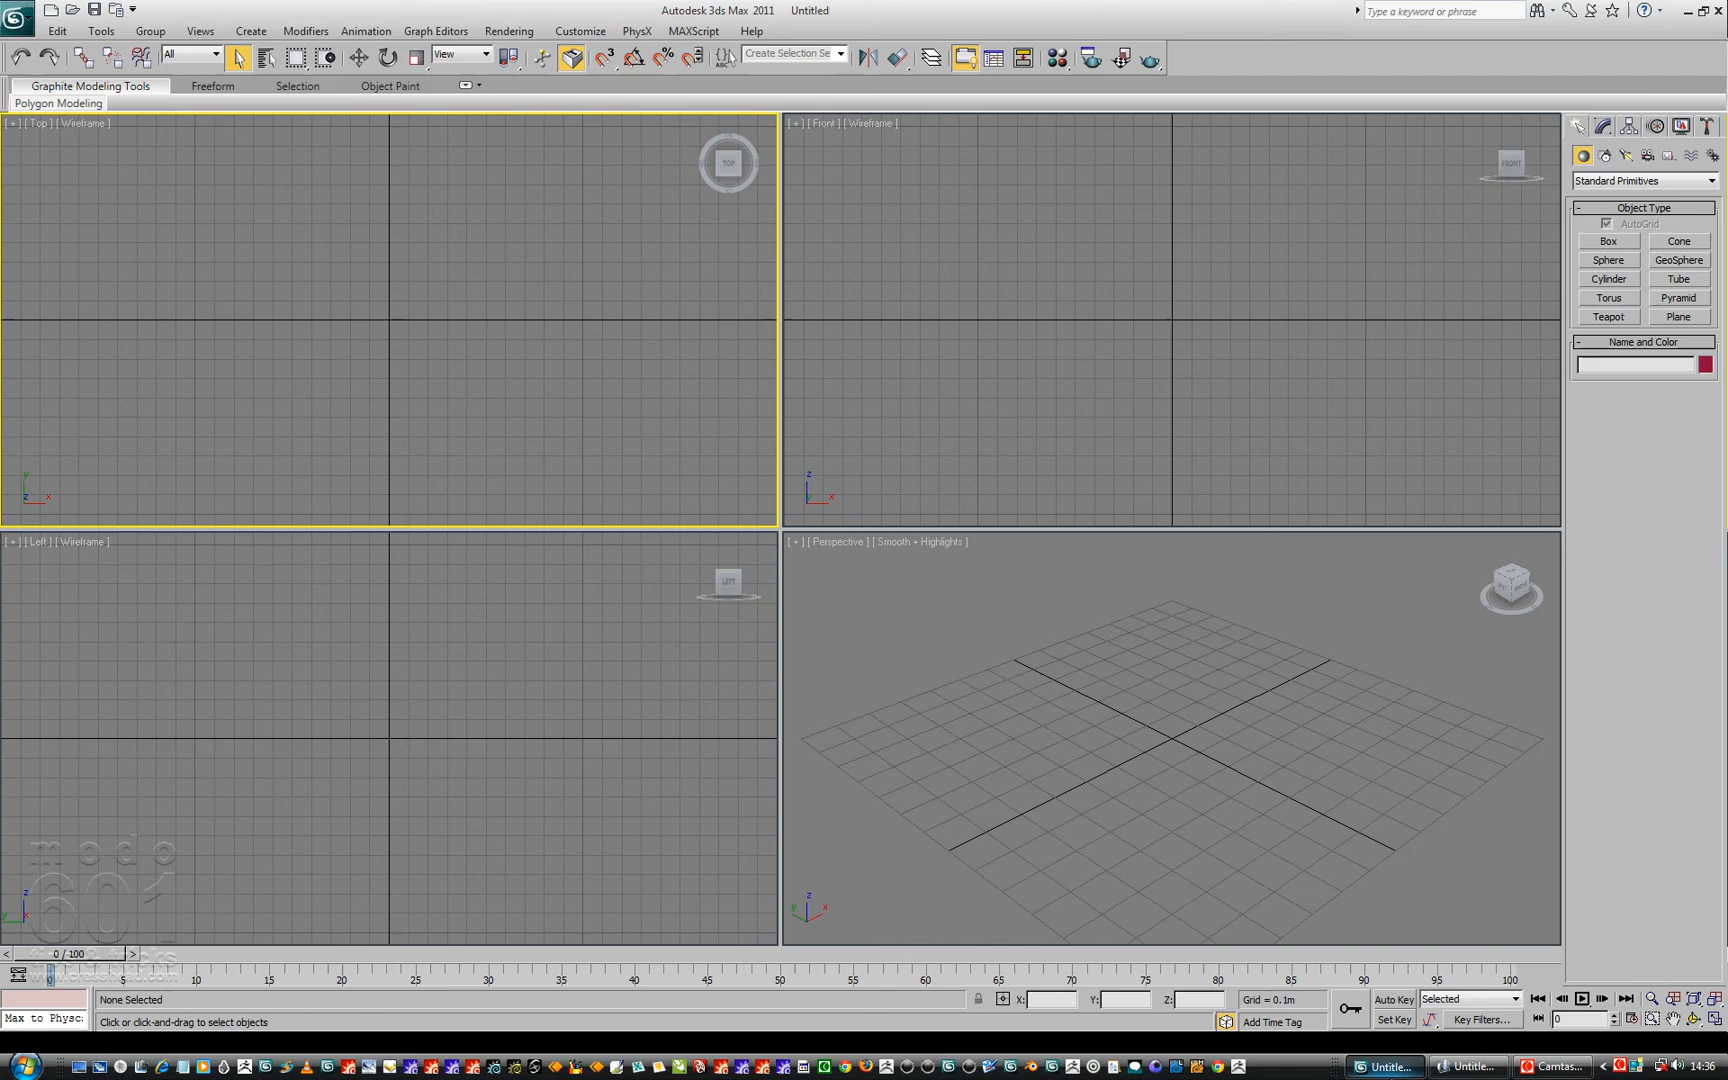 Autodesk 3ds Max 2011 Untitled
Type a keyword or phrase
Edit Tools Group Views Create Modifiers Animation Graph Editors Rendering Customize PhysX MAXScript Help
All View 3 % ABC Create Selection Se
Graphite Modeling Tools Freeform Selection Object Paint
Polygon Modeling
[ + ] [ Top ] [ Wireframe ]
TOP
y
z x
[ + ] [ Front ] [ Wireframe ]
FRONT
z
y x
[ + ] [ Left ] [ Wireframe ]
LEFT
z
y x
modo
601
[ + ] [ Perspective ] [ Smooth + Highlights ]
z
y x
Standard Primitives
- Object Type
AutoGrid
Box Cone
Sphere GeoSphere
Cylinder Tube
Torus Pyramid
Teapot Plane
- Name and Color
< 0 / 100 >
0 5 10 15 20 25 30 35 40 45 50 55 60 65 70 75 80 85 90 95 100
None Selected X: Y: Z: Grid = 0.1m Auto Key Selected
Max to Physc: Click or click-and-drag to select objects Add Time Tag Set Key Key Filters... 0
Untitle... Untitle... Camtas... < 14:36